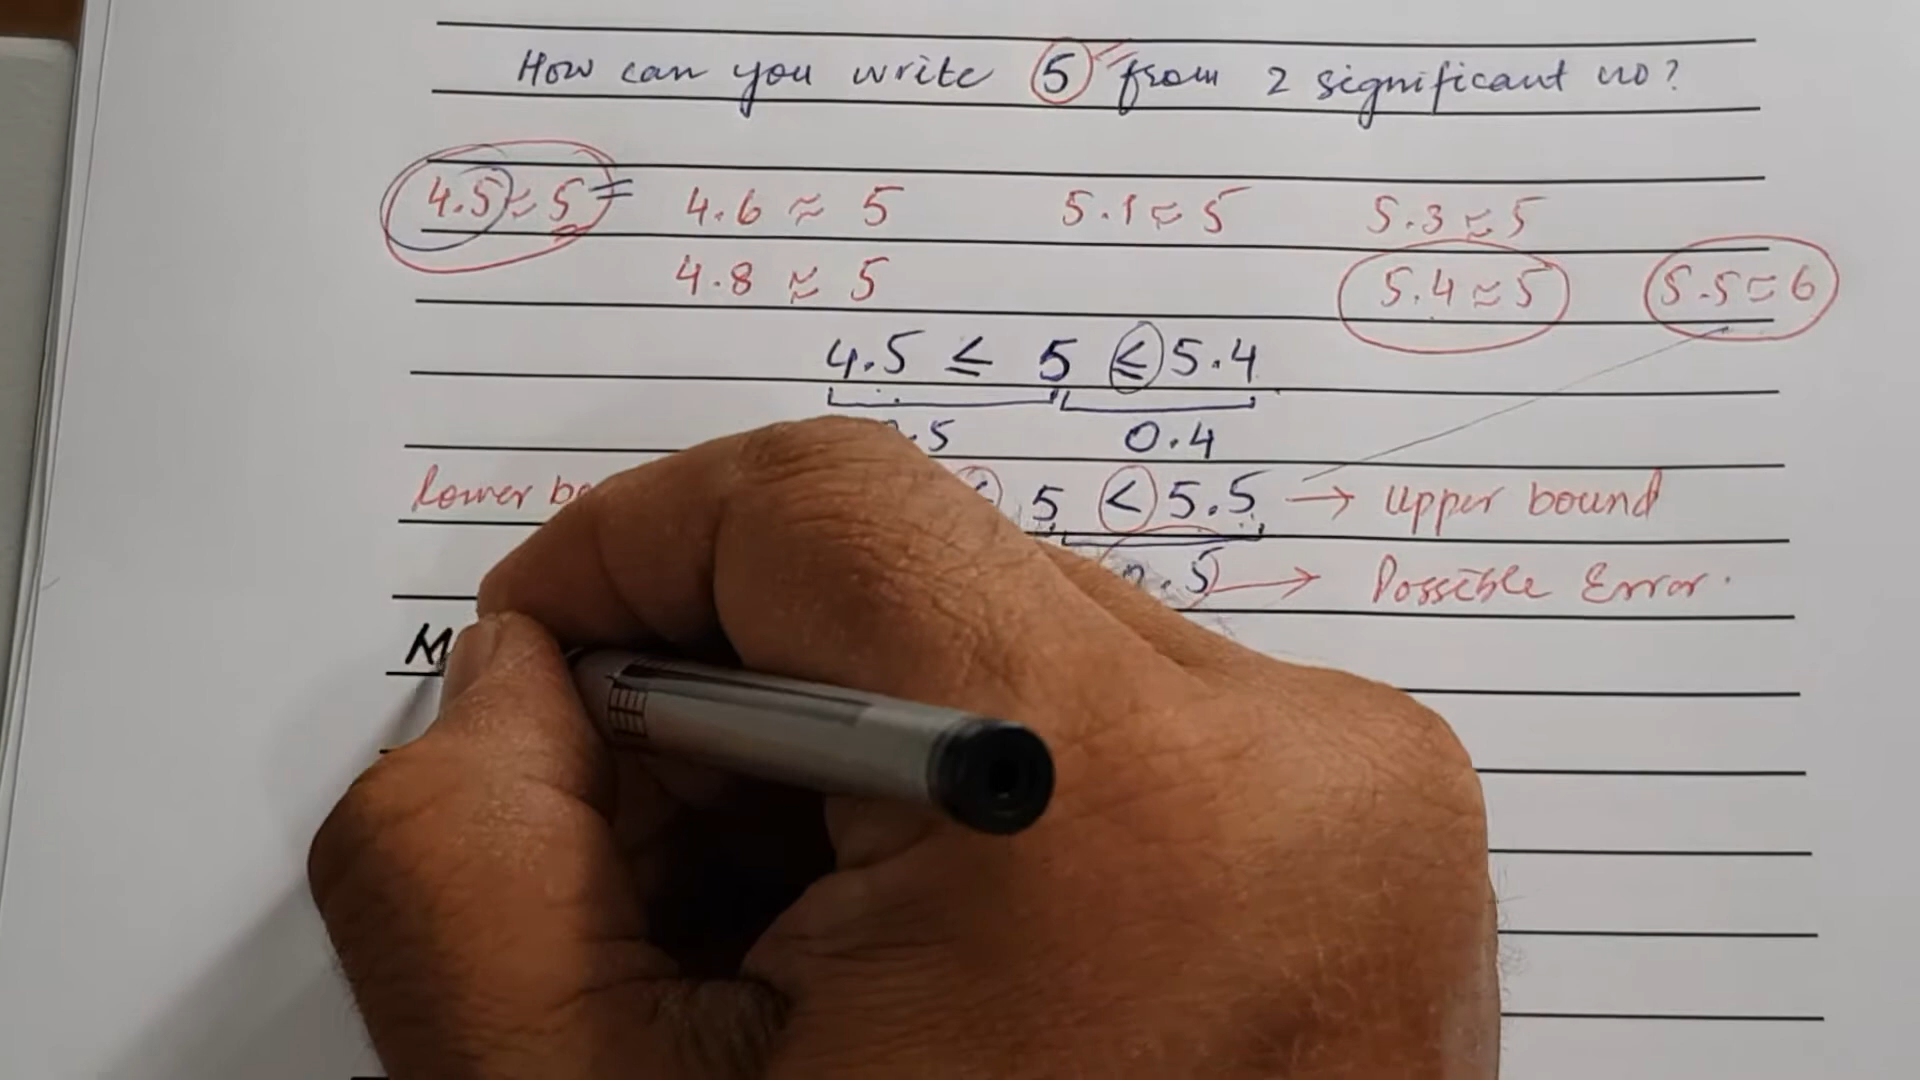 How can you write 5 from 2 significant no?
4.5 ≈ 5 = 4.6 ≈ 5 5.1 ≈ 5 5.3 ≈ 5
4.8 ≈ 5 5.4 ≈ 5 5.5 ≈ 6
4.5 ≤ 5 ≤ 5.4
.5 0.4
lower 5 < 5.5 → upper bound
.5 → Possible Error.
M